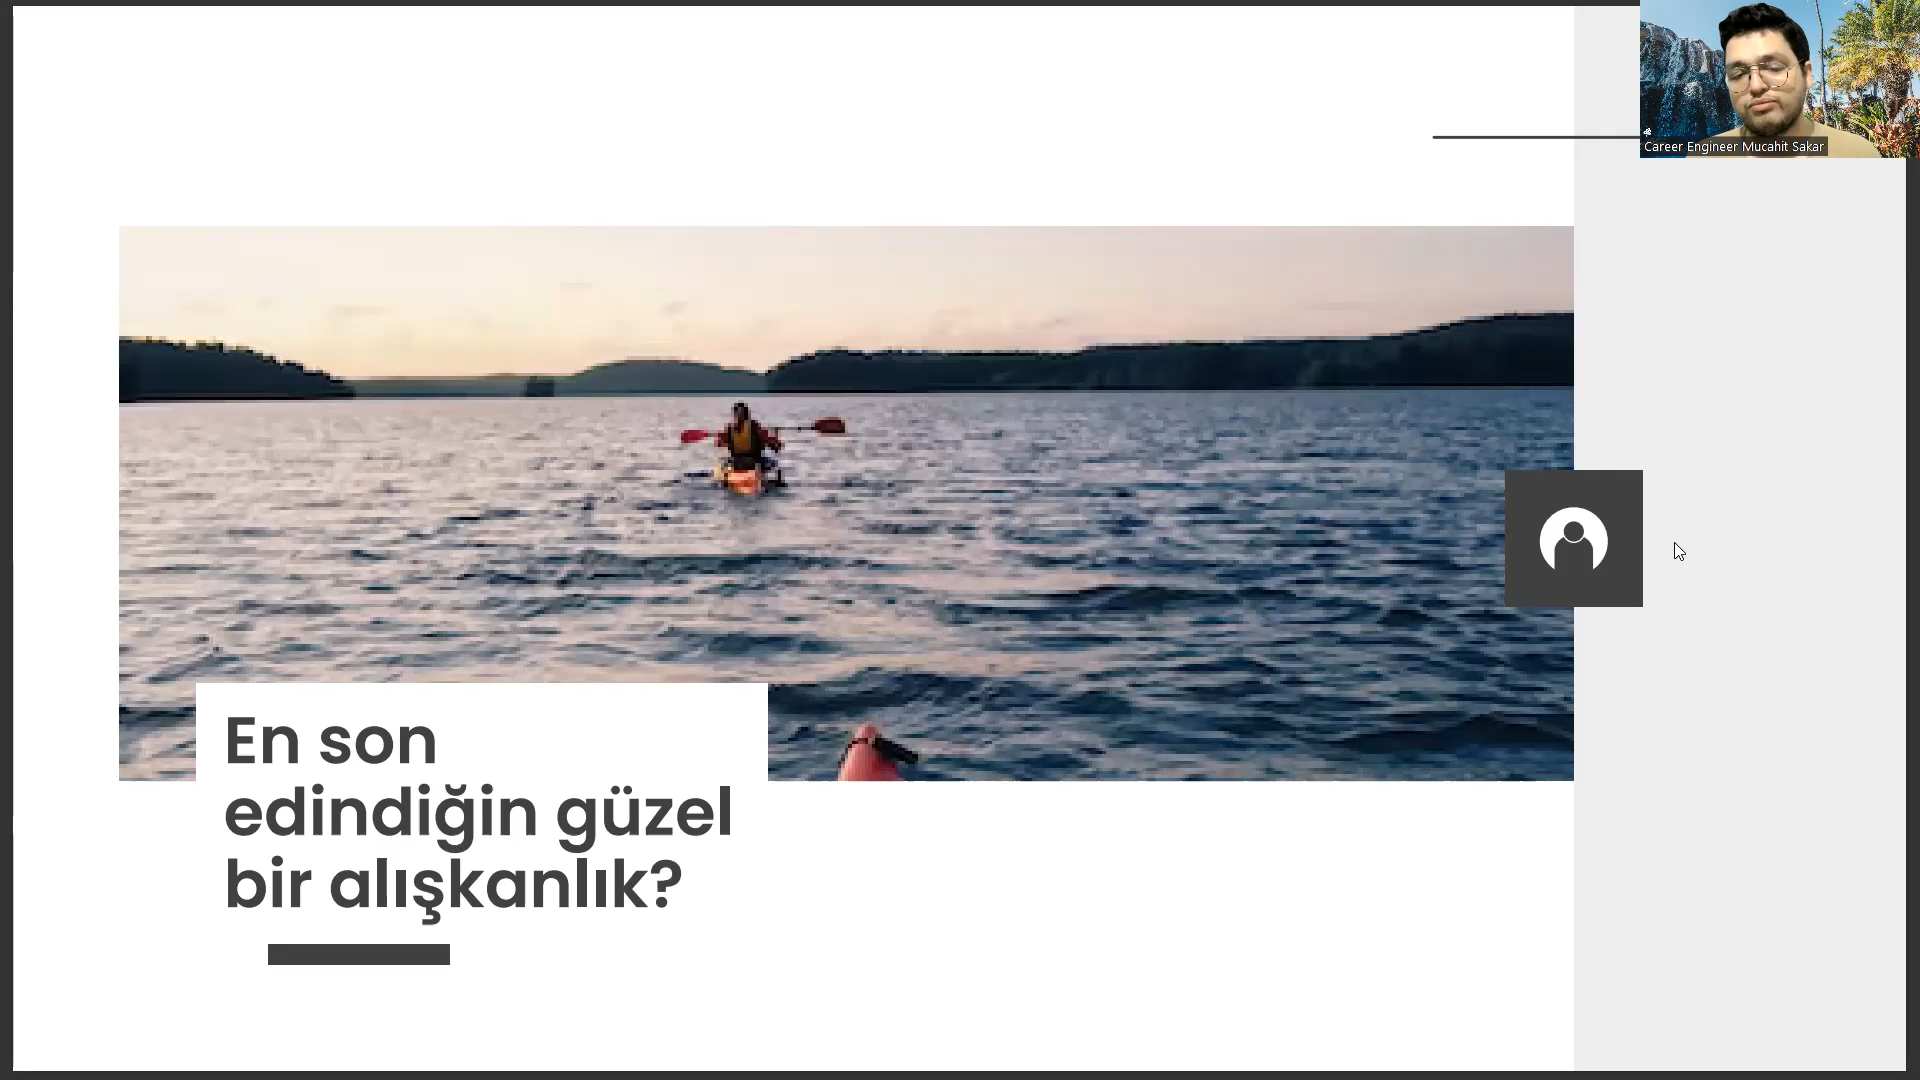 Career Engineer Mucahit Sakar
En son
edindiğin güzel
bir alışkanlık?